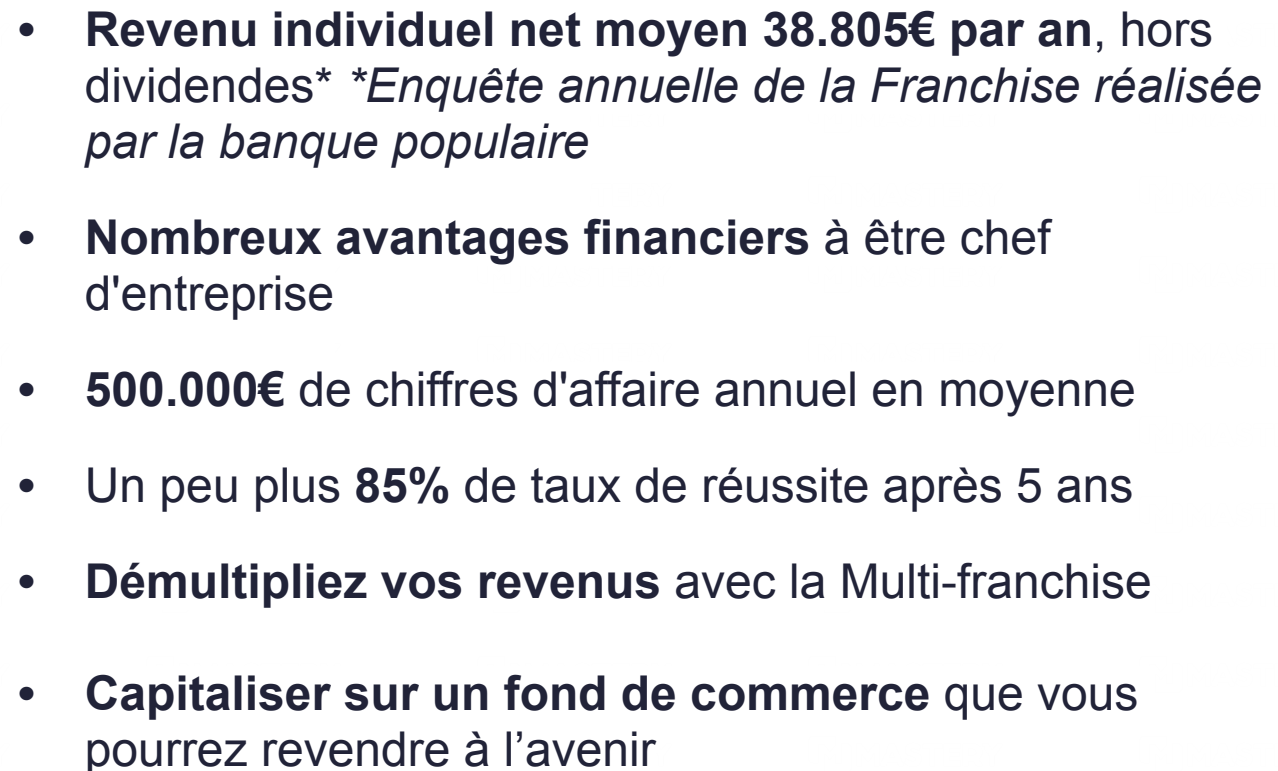 • Revenu individuel net moyen 38.805€ par an, hors
dividendes* *Enquête annuelle de la Franchise réalisée
par la banque populaire
• Nombreux avantages financiers à être chef
d'entreprise
• 500.000€ de chiffres d'affaire annuel en moyenne
• Un peu plus 85% de taux de réussite après 5 ans
• Démultipliez vos revenus avec la Multi-franchise
• Capitaliser sur un fond de commerce que vous
pourrez revendre à l’avenir